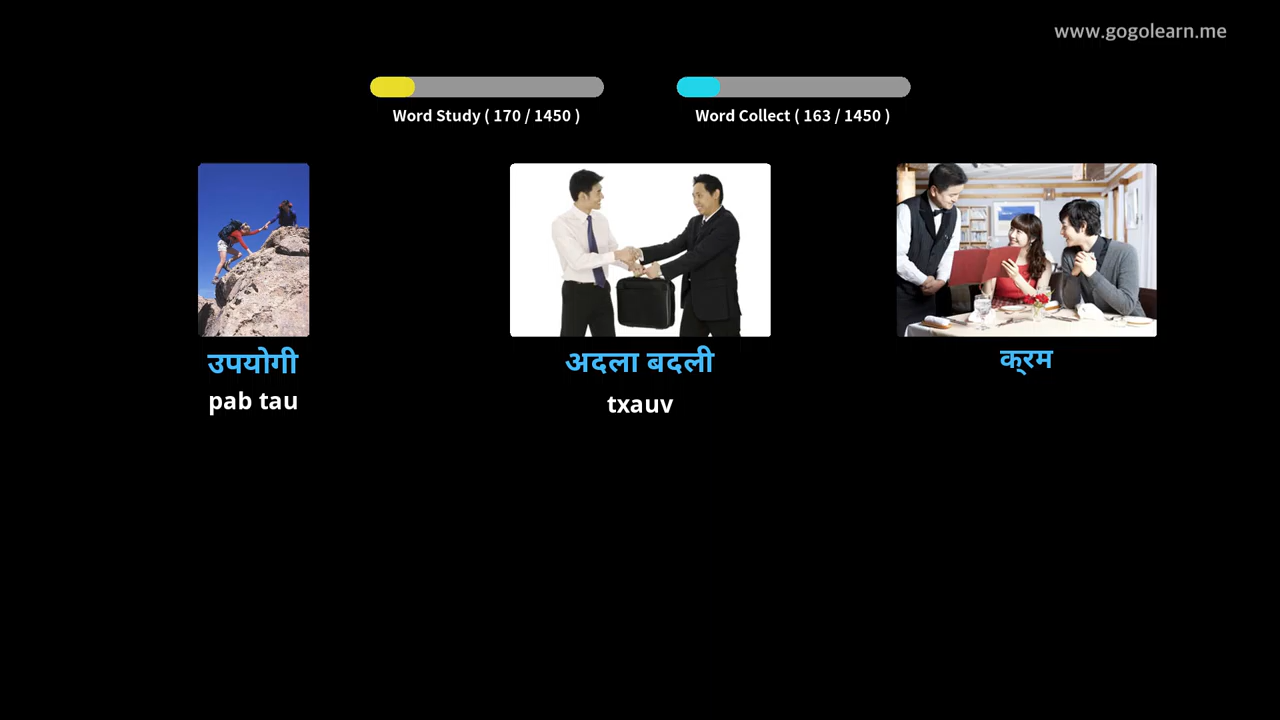 www.gogolearn.me
Word Study ( 170 / 1450 )
Word Collect ( 163 / 1450 )
उपयोगी
pab tau
अदला बदली
txauv
क्रम